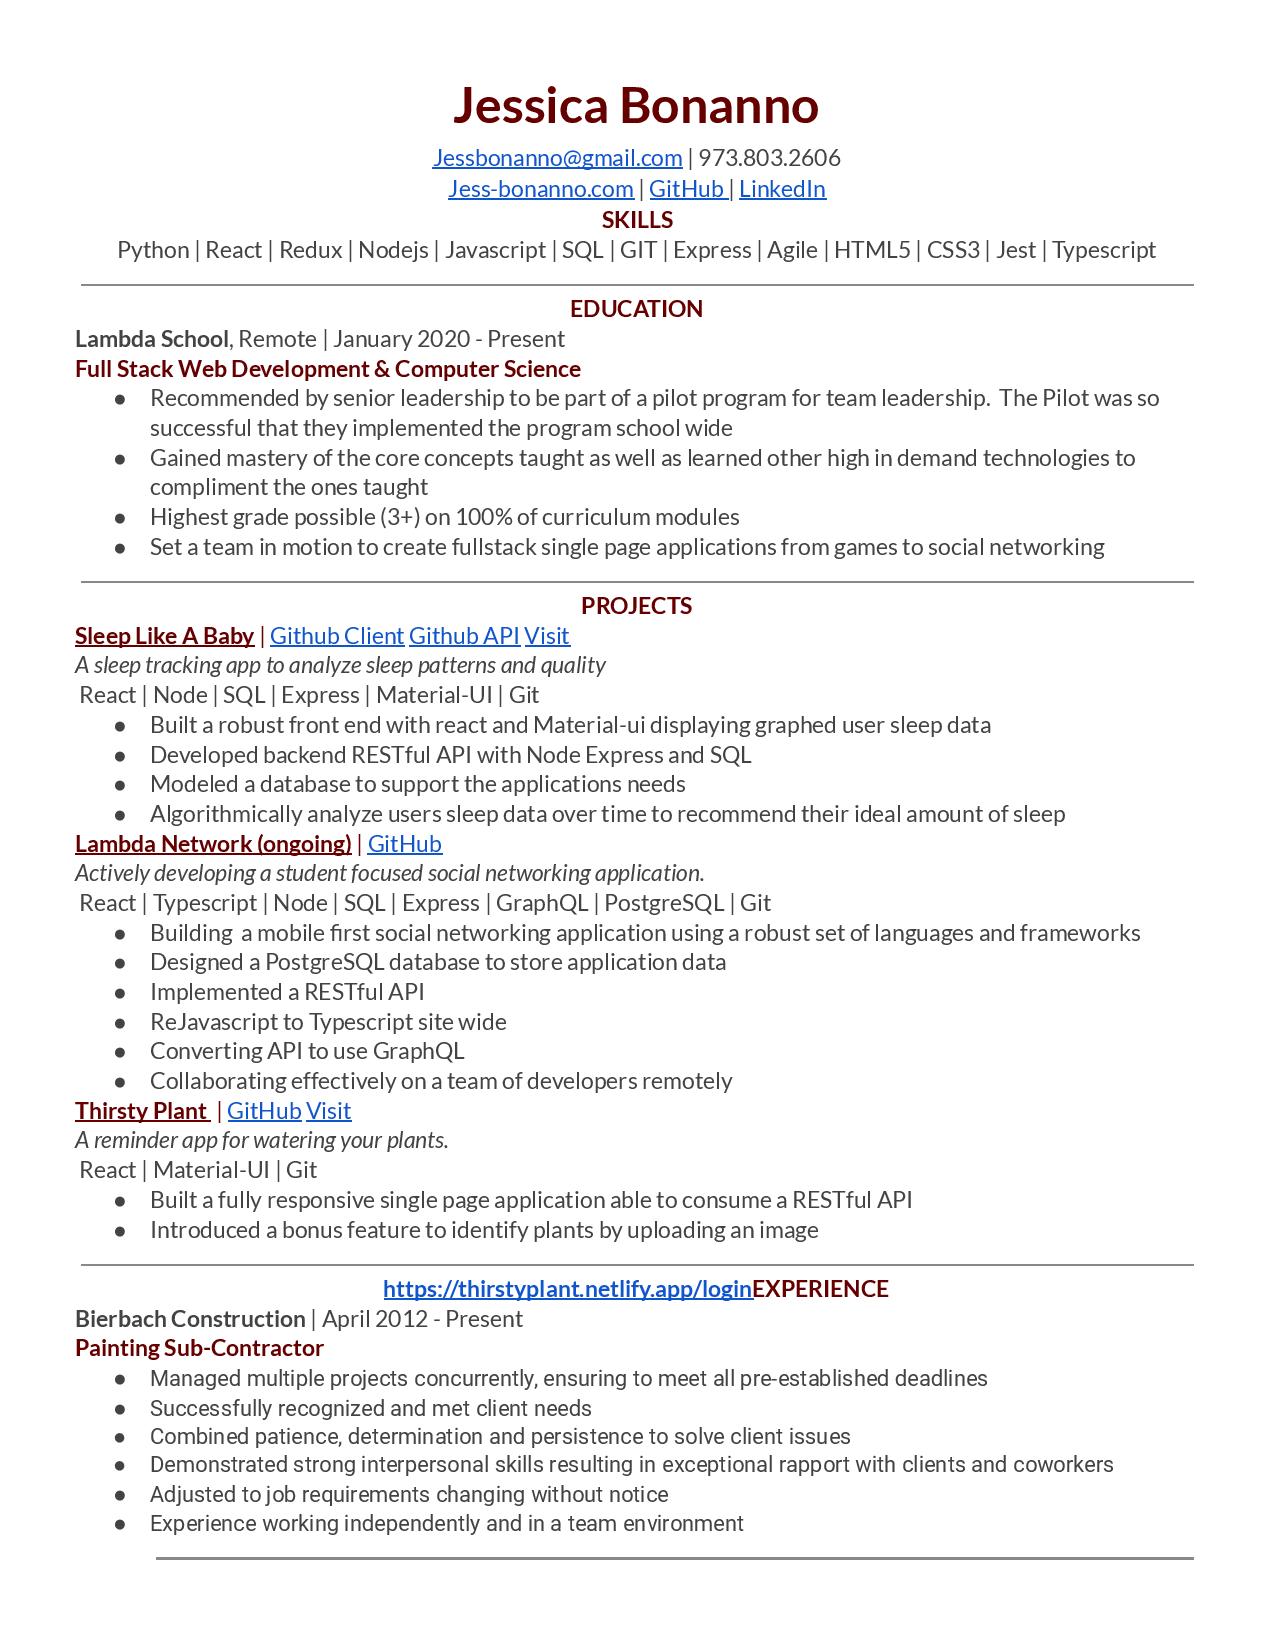 Jessica Bonanno
Jessbonanno@gmail.com | 973.803.2606
Jess-bonanno.com | GitHub | LinkedIn
SKILLS
Python | React | Redux | Nodejs | Javascript | SQL | GIT | Express | Agile | HTML5 | CSS3 | Jest | Typescript
EDUCATION
Lambda School, Remote | January 2020 - Present
Full Stack Web Development & Computer Science
● Recommended by senior leadership to be part of a pilot program for team leadership.  The Pilot was so
successful that they implemented the program school wide
● Gained mastery of the core concepts taught as well as learned other high in demand technologies to
compliment the ones taught
● Highest grade possible (3+) on 100% of curriculum modules
● Set a team in motion to create fullstack single page applications from games to social networking
PROJECTS
Sleep Like A Baby | Github Client Github API Visit
A sleep tracking app to analyze sleep patterns and quality
React | Node | SQL | Express | Material-UI | Git
● Built a robust front end with react and Material-ui displaying graphed user sleep data
● Developed backend RESTful API with Node Express and SQL
● Modeled a database to support the applications needs
● Algorithmically analyze users sleep data over time to recommend their ideal amount of sleep
Lambda Network (ongoing) | GitHub
Actively developing a student focused social networking application.
React | Typescript | Node | SQL | Express | GraphQL | PostgreSQL | Git
● Building  a mobile first social networking application using a robust set of languages and frameworks
● Designed a PostgreSQL database to store application data
● Implemented a RESTful API
● ReJavascript to Typescript site wide
● Converting API to use GraphQL
● Collaborating effectively on a team of developers remotely
Thirsty Plant | GitHub Visit
A reminder app for watering your plants.
React | Material-UI | Git
● Built a fully responsive single page application able to consume a RESTful API
● Introduced a bonus feature to identify plants by uploading an image
https://thirstyplant.netlify.app/loginEXPERIENCE
Bierbach Construction | April 2012 - Present
Painting Sub-Contractor
● Managed multiple projects concurrently, ensuring to meet all pre-established deadlines
● Successfully recognized and met client needs
● Combined patience, determination and persistence to solve client issues
● Demonstrated strong interpersonal skills resulting in exceptional rapport with clients and coworkers
● Adjusted to job requirements changing without notice
● Experience working independently and in a team environment